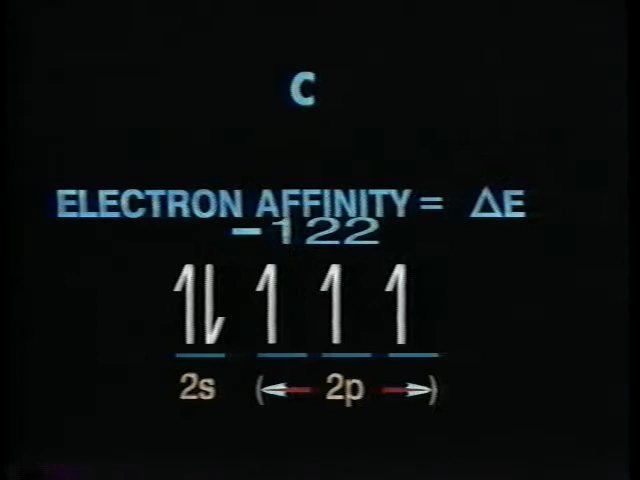 C
ELECTRON AFFINITY = ΔE
-122
2s ( 2p )